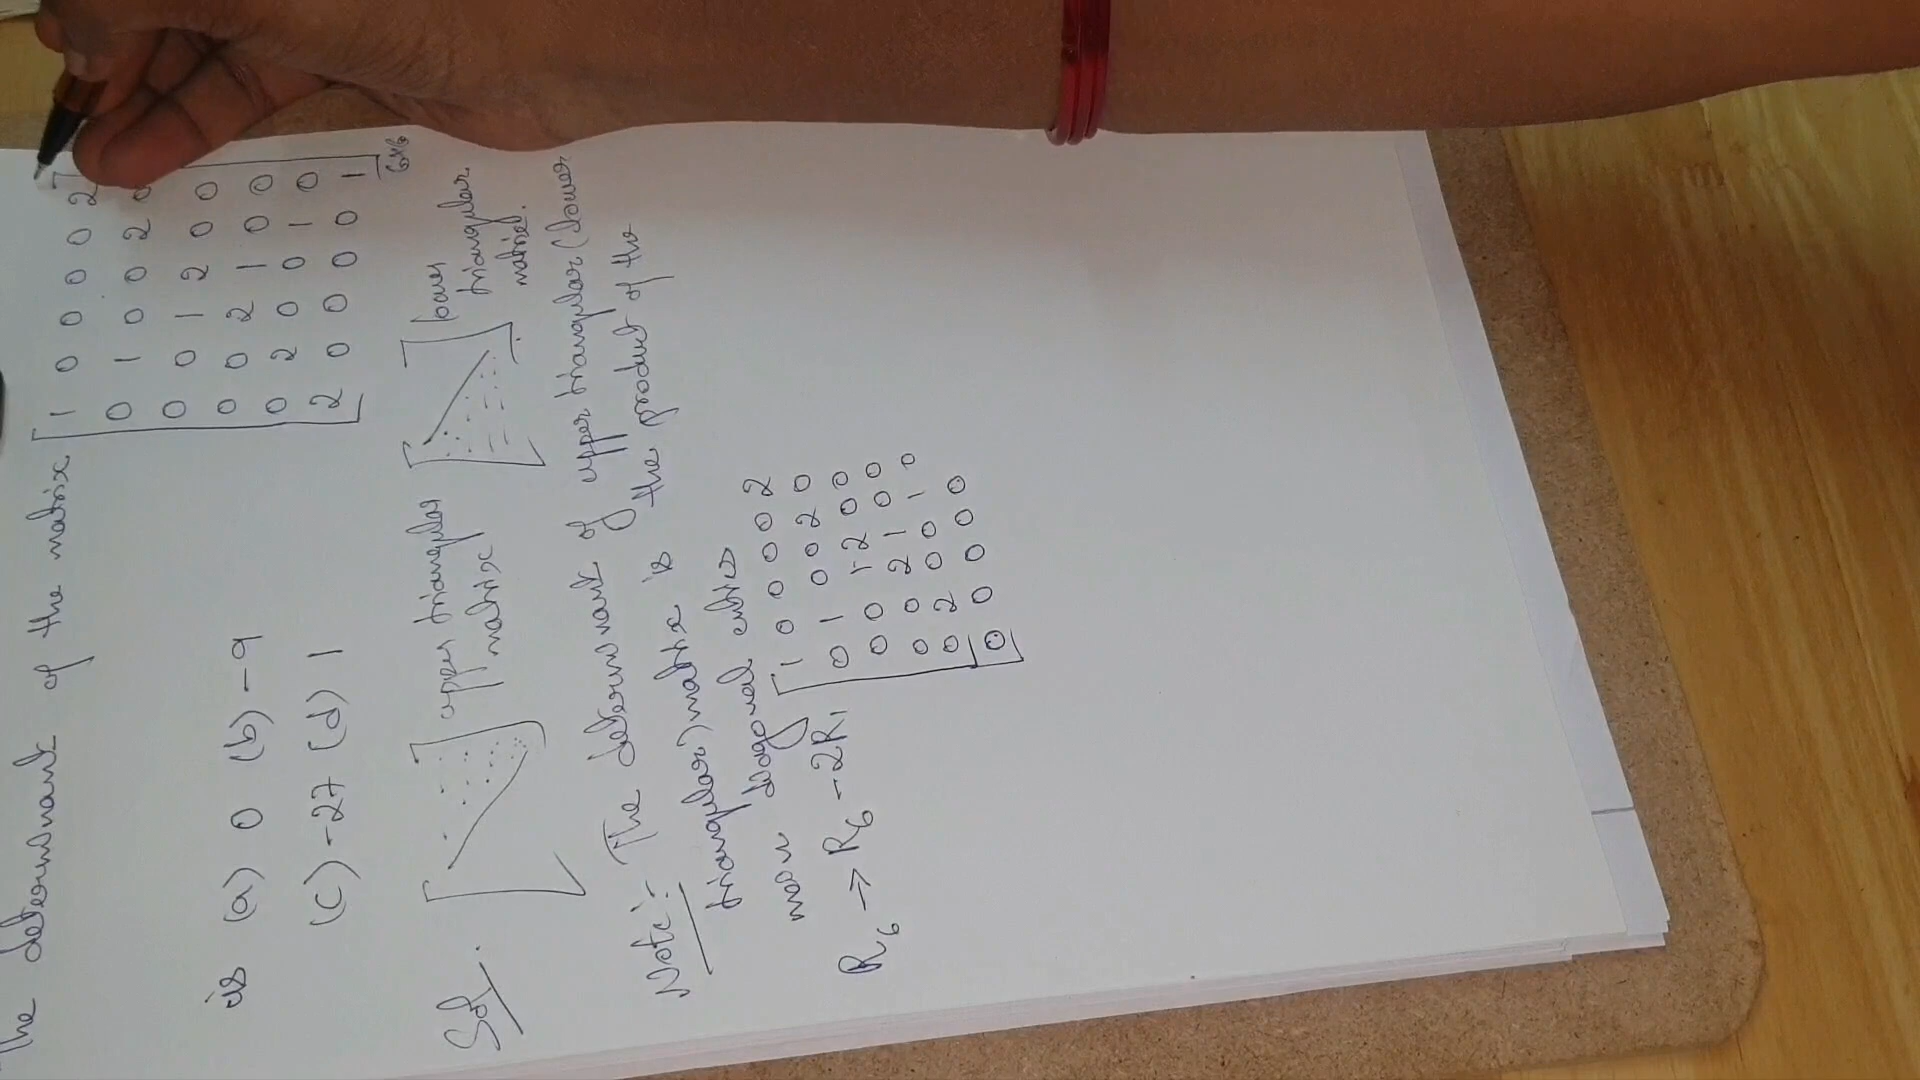 The determinant of the matrix
1 0 0 0 0 2
0 1 0 0 2 0
0 0 1 2 0 0
0 0 2 1 0 0
0 2 0 0 1 0
2 0 0 0 0 1
6x6
is (a) 0 (b) -9
(c) -27 (d) 1
Sol.
upper triangular
matrix
lower
triangular
matrix.
Note:- The determinant of upper triangular (lower
triangular) matrix is the product of the
main diagonal entries
R6 → R6 -2R1
1 0 0 0 0 2
0 1 0 0 2 0
0 0 1 2 0 0
0 0 2 1 0 0
0 2 0 0 1 0
0 0 0 0 0